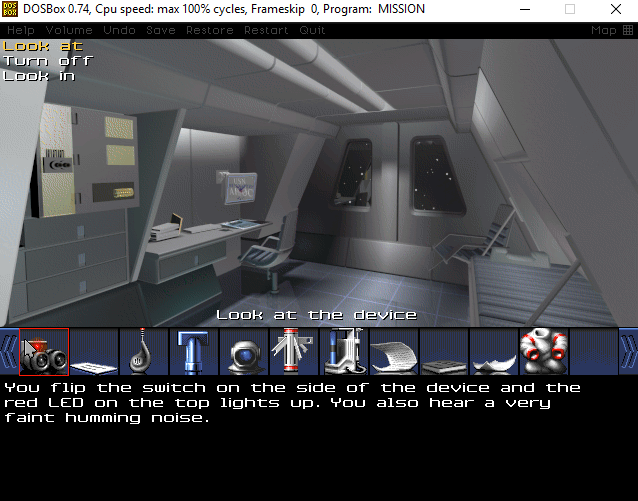 DOSBox 0.74, Cpu speed: max 100% cycles, Frameskip 0, Program: MISSION
DOS
BOX
Help Volume Undo Save Restore Restart Quit Map
Look at
Turn off
Look in
Look at the device
You flip the switch on the side of the device and the
red LED on the top lights up. You also hear a very
faint humming noise.